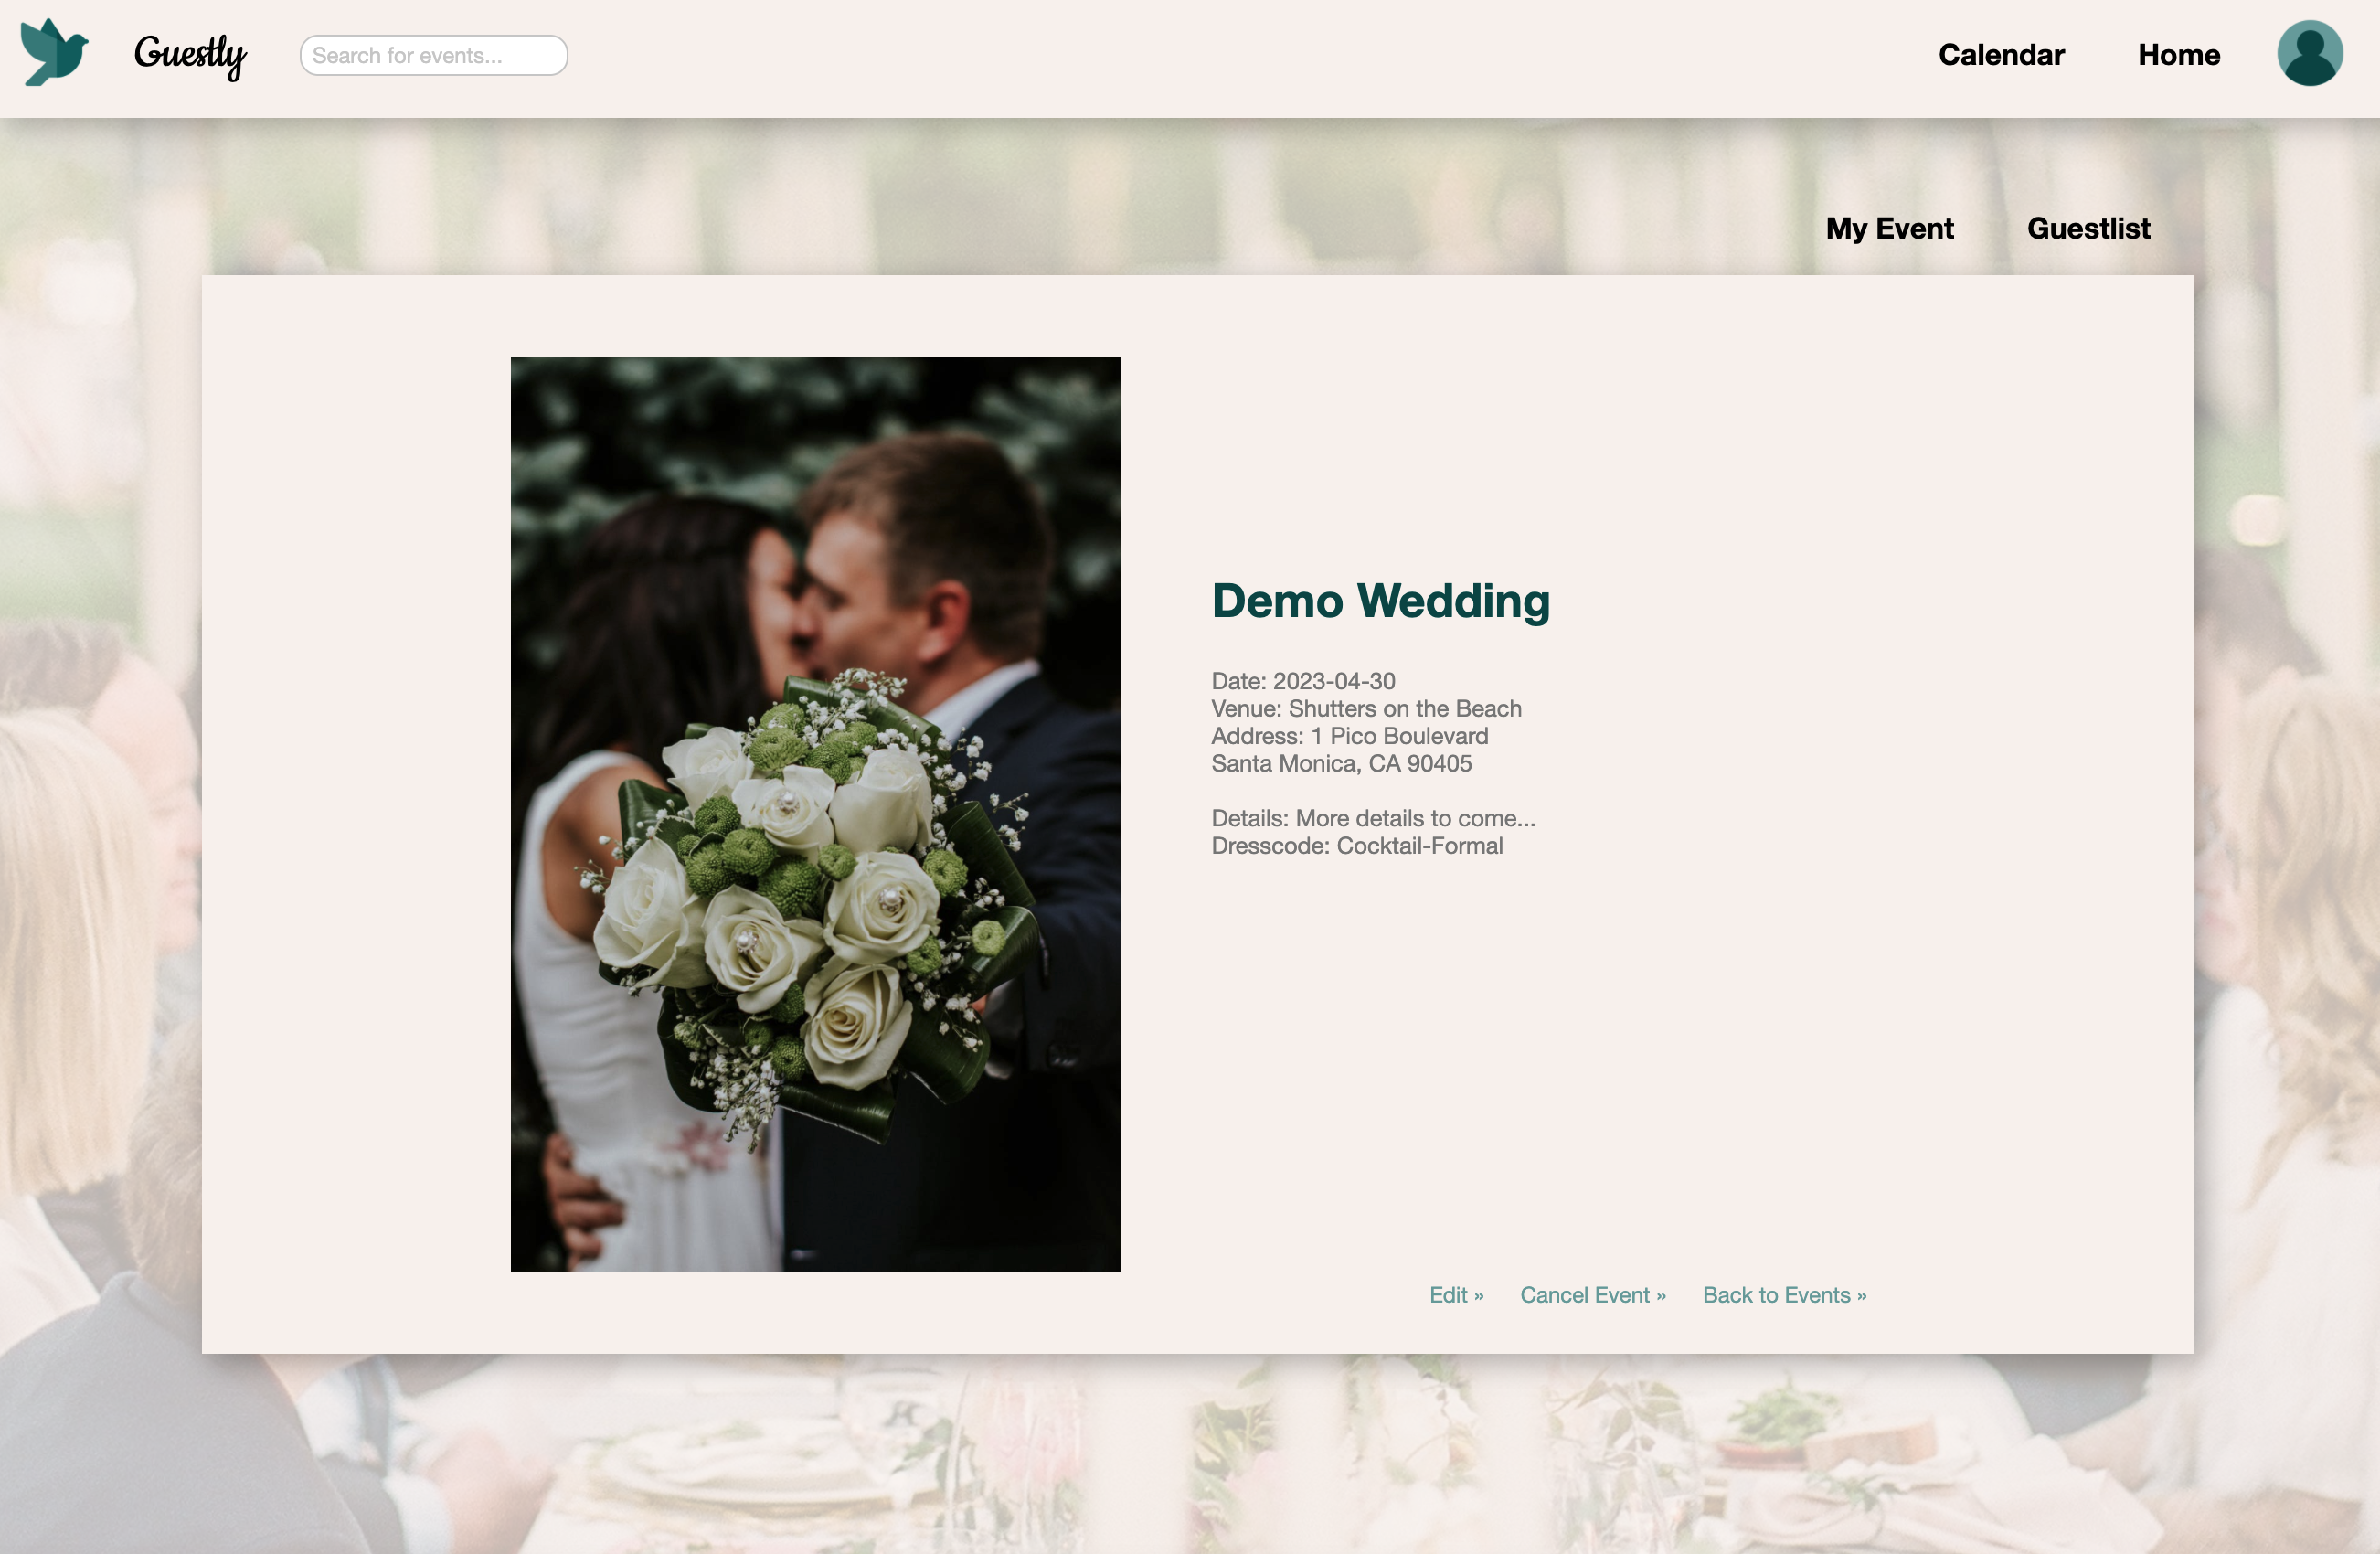 Guestly
Search for events...
Calendar
Home
My Event
Guestlist
Demo Wedding
Date: 2023-04-30
Venue: Shutters on the Beach
Address: 1 Pico Boulevard
Santa Monica, CA 90405
Details: More details to come...
Dresscode: Cocktail-Formal
Edit »
Cancel Event »
Back to Events »